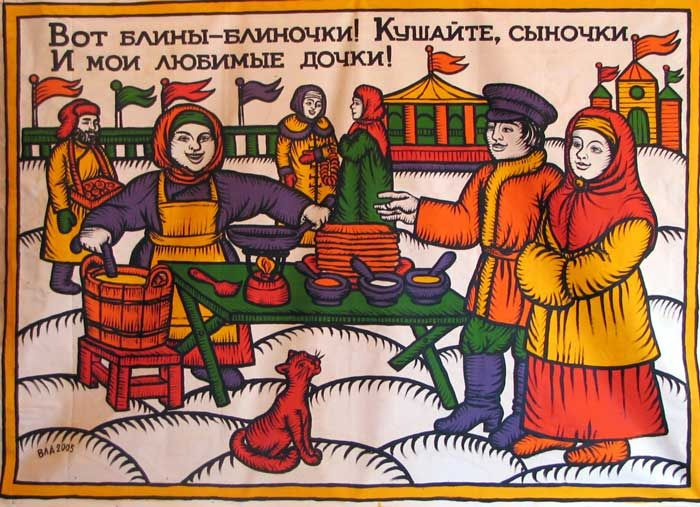 Вот блины-блиночки! Кушайте, сыночки
И мои любимые дочки!
ВЛА 2005